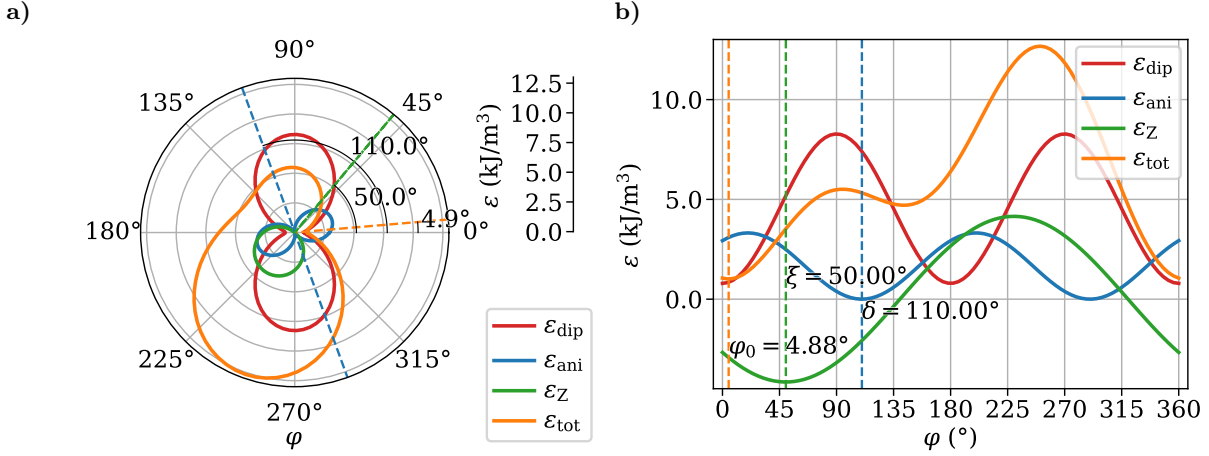 a)
90°
135°
45°
110.0°
50.0°
4.9°
180°
0°
225°
315°
270°
φ
12.5
10.0
7.5
5.0
2.5
0.0
ε (kJ/m³)
ε_dip
ε_ani
ε_Z
ε_tot
b)
10.0
5.0
0.0
ε (kJ/m³)
ε_dip
ε_ani
ε_Z
ε_tot
ξ = 50.00°
δ = 110.00°
φ₀ = 4.88°
0 45 90 135 180 225 270 315 360
φ (°)